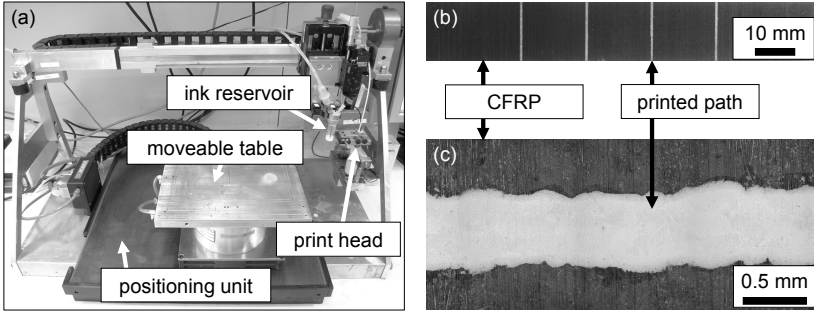 (a)
ink reservoir
moveable table
print head
positioning unit
(b)
10 mm
CFRP
printed path
(c)
0.5 mm